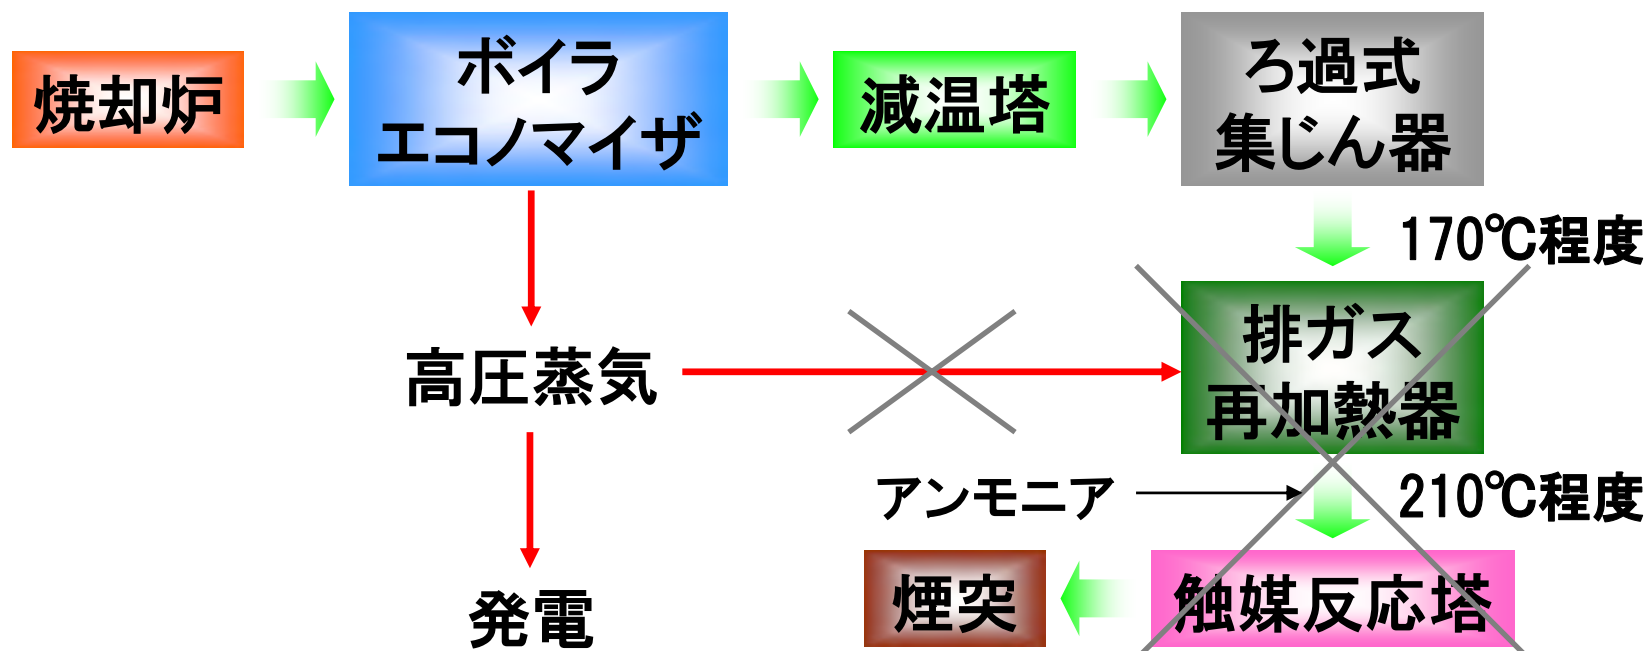 焼却炉
ボイラ
エコノマイザ
減温塔
ろ過式
集じん器
170℃程度
排ガス
再加熱器
高圧蒸気
アンモニア
210℃程度
発電
煙突
触媒反応塔